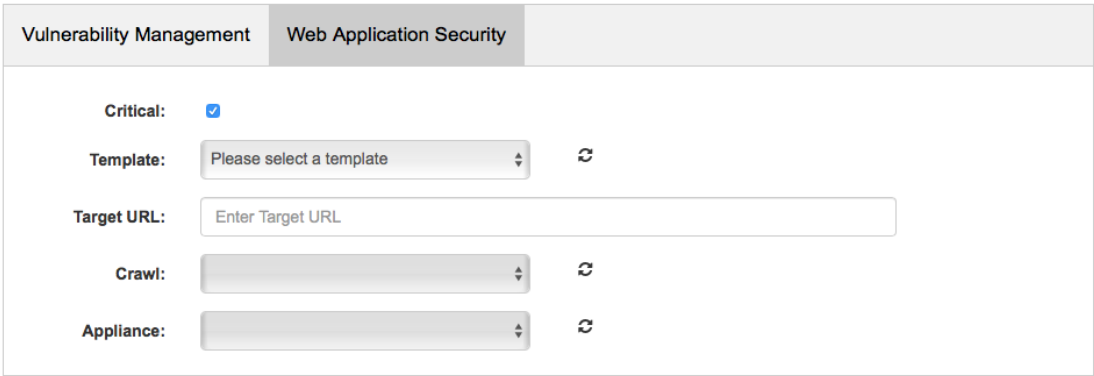 Vulnerability Management Web Application Security
Critical:
Template: Please select a template
Target URL: Enter Target URL
Crawl:
Appliance: